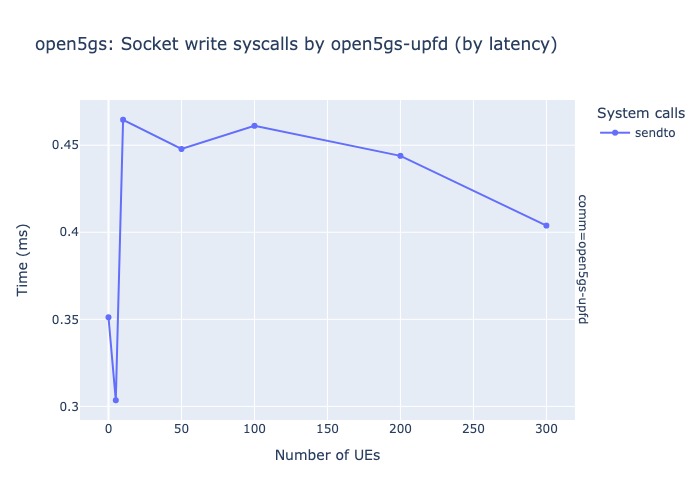 open5gs: Socket write syscalls by open5gs-upfd (by latency)
System calls
sendto
0.45
0.4
0.35
0.3
Time (ms)
comm=open5gs-upfd
0 50 100 150 200 250 300
Number of UEs